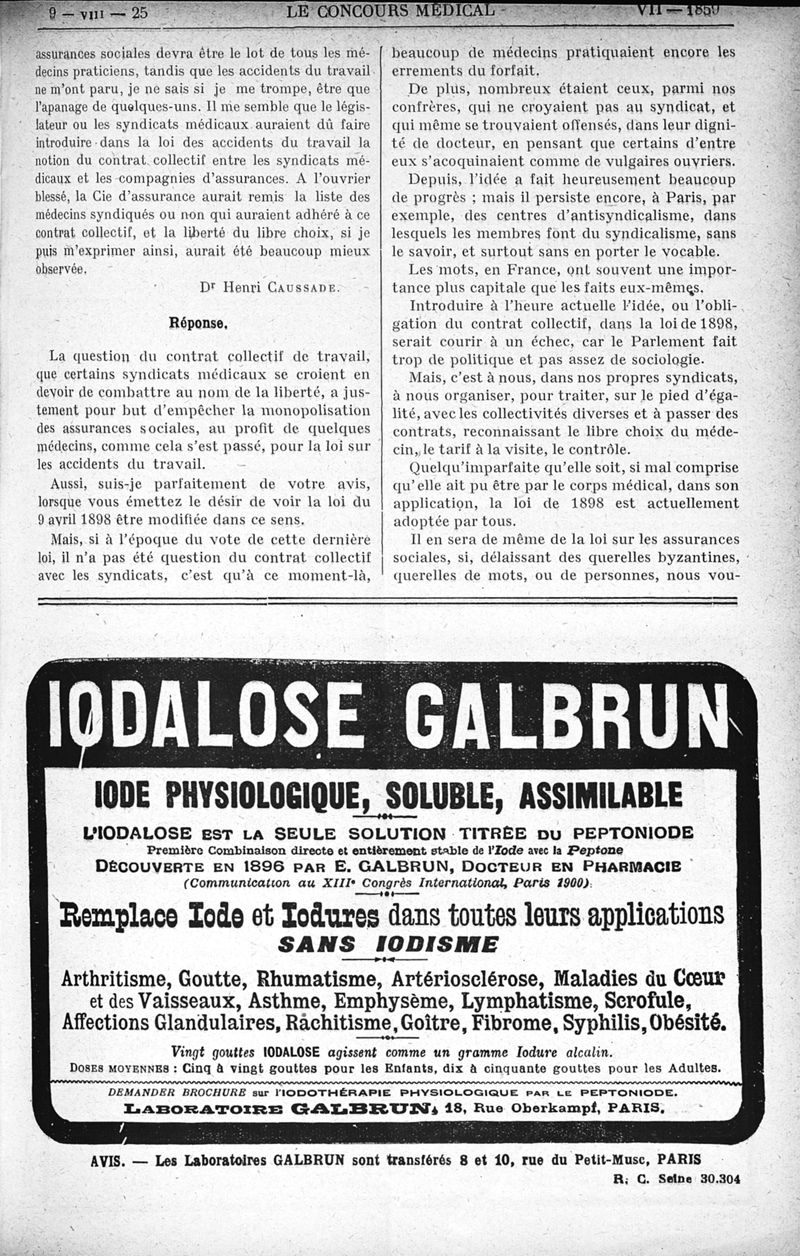 9 — VIII — 25
LE CONCOURS MÉDICAL
VII — 1859
assurances sociales devra être le lot de tous les mé-
decins praticiens, tandis que les accidents du travail
ne m'ont paru, je ne sais si je me trompe, être que
l'apanage de quelques-uns. Il me semble que le légis-
lateur ou les syndicats médicaux auraient dû faire
introduire dans la loi des accidents du travail la
notion du contrat collectif entre les syndicats mé-
dicaux et les compagnies d'assurances. A l'ouvrier
blessé, la Cie d'assurance aurait remis la liste des
médecins syndiqués ou non qui auraient adhéré à ce
contrat collectif, et la liberté du libre choix, si je
puis m'exprimer ainsi, aurait été beaucoup mieux
observée.
Dr Henri CAUSSADE.
Réponse.
La question du contrat collectif de travail,
que certains syndicats médicaux se croient en
devoir de combattre au nom de la liberté, a jus-
tement pour but d'empêcher la monopolisation
des assurances sociales, au profit de quelques
médecins, comme cela s'est passé, pour la loi sur
les accidents du travail.
Aussi, suis-je parfaitement de votre avis,
lorsque vous émettez le désir de voir la loi du
9 avril 1898 être modifiée dans ce sens.
Mais, si à l'époque du vote de cette dernière
loi, il n'a pas été question du contrat collectif
avec les syndicats, c'est qu'à ce moment-là,
beaucoup de médecins pratiquaient encore les
errements du forfait.
De plus, nombreux étaient ceux, parmi nos
confrères, qui ne croyaient pas au syndicat, et
qui même se trouvaient offensés, dans leur digni-
té de docteur, en pensant que certains d'entre
eux s'acoquinaient comme de vulgaires ouvriers.
Depuis, l'idée a fait heureusement beaucoup
de progrès ; mais il persiste encore, à Paris, par
exemple, des centres d'antisyndicalisme, dans
lesquels les membres font du syndicalisme, sans
le savoir, et surtout sans en porter le vocable.
Les mots, en France, ont souvent une impor-
tance plus capitale que les faits eux-mêmes.
Introduire à l'heure actuelle l'idée, ou l'obli-
gation du contrat collectif, dans la loi de 1898,
serait courir à un échec, car le Parlement fait
trop de politique et pas assez de sociologie.
Mais, c'est à nous, dans nos propres syndicats,
à nous organiser, pour traiter, sur le pied d'éga-
lité, avec les collectivités diverses et à passer des
contrats, reconnaissant le libre choix du méde-
cin, le tarif à la visite, le contrôle.
Quelqu'imparfaite qu'elle soit, si mal comprise
qu'elle ait pu être par le corps médical, dans son
application, la loi de 1898 est actuellement
adoptée par tous.
Il en sera de même de la loi sur les assurances
sociales, si, délaissant des querelles byzantines,
querelles de mots, ou de personnes, nous vou-
IODALOSE GALBRUN
IODE PHYSIOLOGIQUE, SOLUBLE, ASSIMILABLE
L'IODALOSE EST LA SEULE SOLUTION TITRÉE DU PEPTONIODE
Première Combinaison directe et entièrement stable de l'Iode avec la Peptone
DÉCOUVERTE EN 1896 PAR E. GALBRUN, DOCTEUR EN PHARMACIE
(Communication au XIIIe Congrès International, Paris 1900).
Remplace Iode et Iodures dans toutes leurs applications
SANS IODISME
Arthritisme, Goutte, Rhumatisme, Artériosclérose, Maladies du Cœur
et des Vaisseaux, Asthme, Emphysème, Lymphatisme, Scrofule,
Affections Glandulaires, Rachitisme, Goître, Fibrome, Syphilis, Obésité.
Vingt gouttes IODALOSE agissent comme un gramme Iodure alcalin.
DOSES MOYENNES : Cinq à vingt gouttes pour les Enfants, dix à cinquante gouttes pour les Adultes.
DEMANDER BROCHURE sur l'IODOTHÉRAPIE PHYSIOLOGIQUE PAR LE PEPTONIODE.
LABORATOIRE GALBRUN, 18, Rue Oberkampf, PARIS.
AVIS. — Les Laboratoires GALBRUN sont transférés 8 et 10, rue du Petit-Musc, PARIS
R. C. Seine 30.304